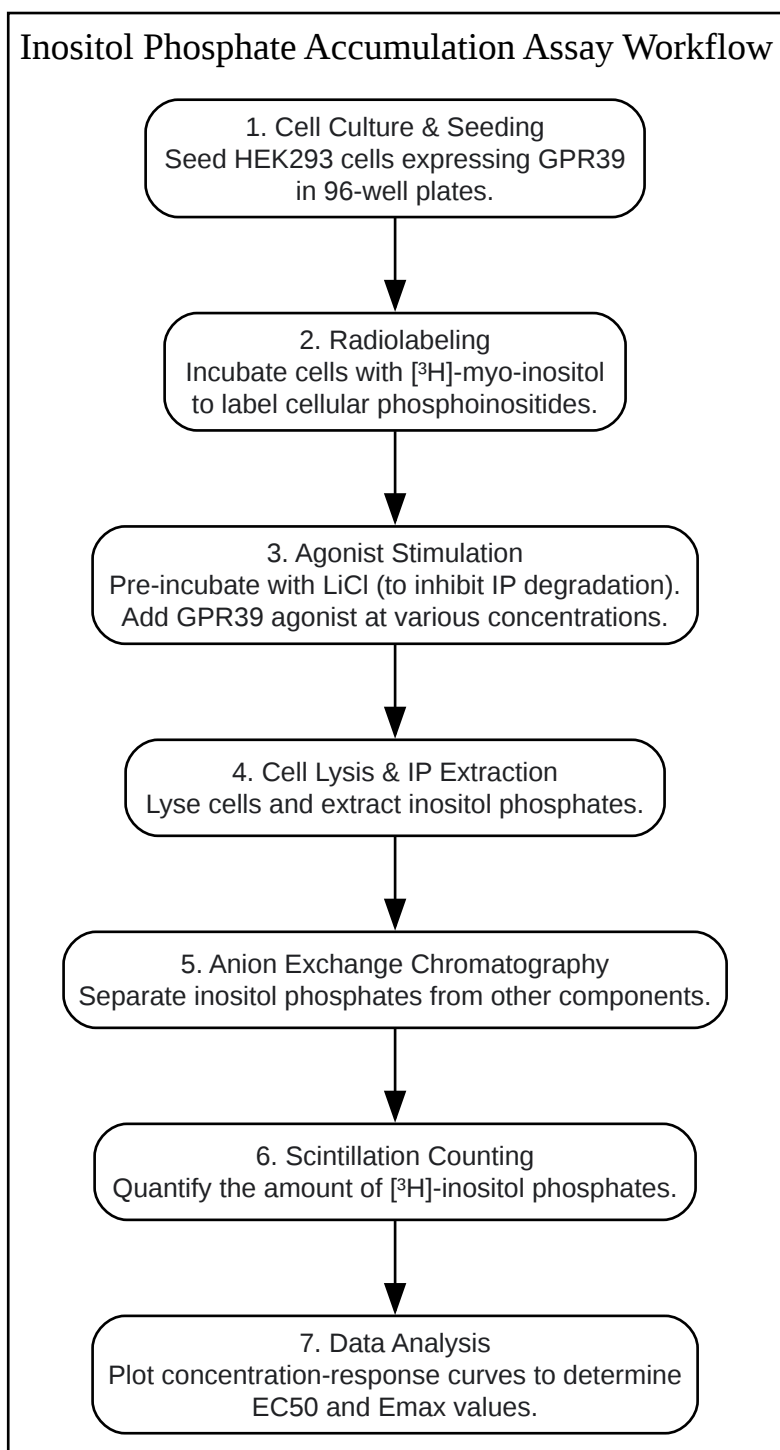 Inositol Phosphate Accumulation Assay Workflow
1. Cell Culture & Seeding
Seed HEK293 cells expressing GPR39
in 96-well plates.
2. Radiolabeling
Incubate cells with [³H]-myo-inositol
to label cellular phosphoinositides.
3. Agonist Stimulation
Pre-incubate with LiCl (to inhibit IP degradation).
Add GPR39 agonist at various concentrations.
4. Cell Lysis & IP Extraction
Lyse cells and extract inositol phosphates.
5. Anion Exchange Chromatography
Separate inositol phosphates from other components.
6. Scintillation Counting
Quantify the amount of [³H]-inositol phosphates.
7. Data Analysis
Plot concentration-response curves to determine
EC50 and Emax values.